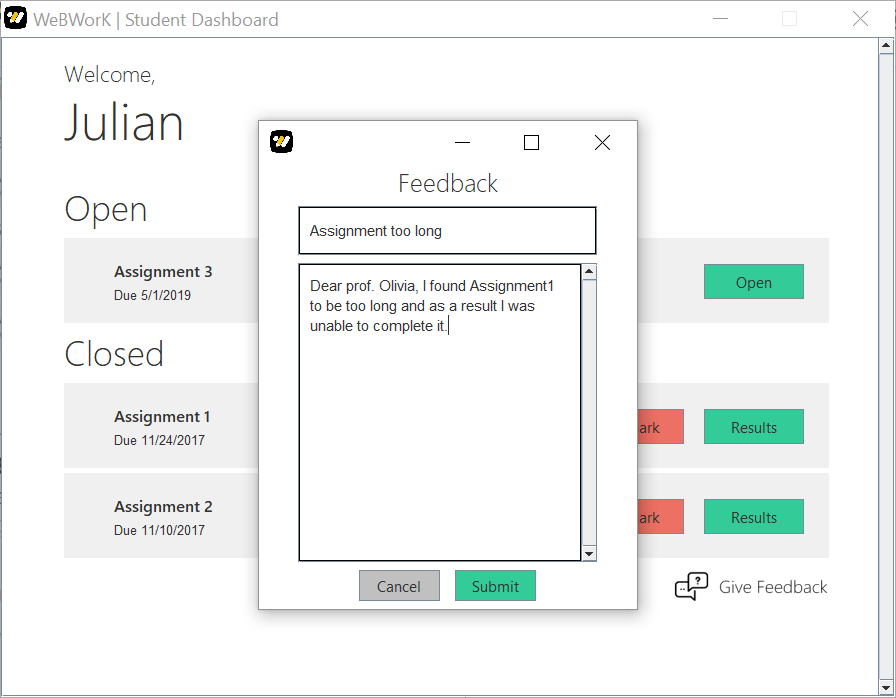 WeBWorK | Student Dashboard
Welcome,
Julian
Open
Assignment 3
Due 5/1/2019
Open
Closed
Assignment 1
Due 11/24/2017
ark
Results
Assignment 2
Due 11/10/2017
ark
Results
Give Feedback
Feedback
Assignment too long
Dear prof. Olivia, I found Assignment1
to be too long and as a result I was
unable to complete it.
Cancel
Submit